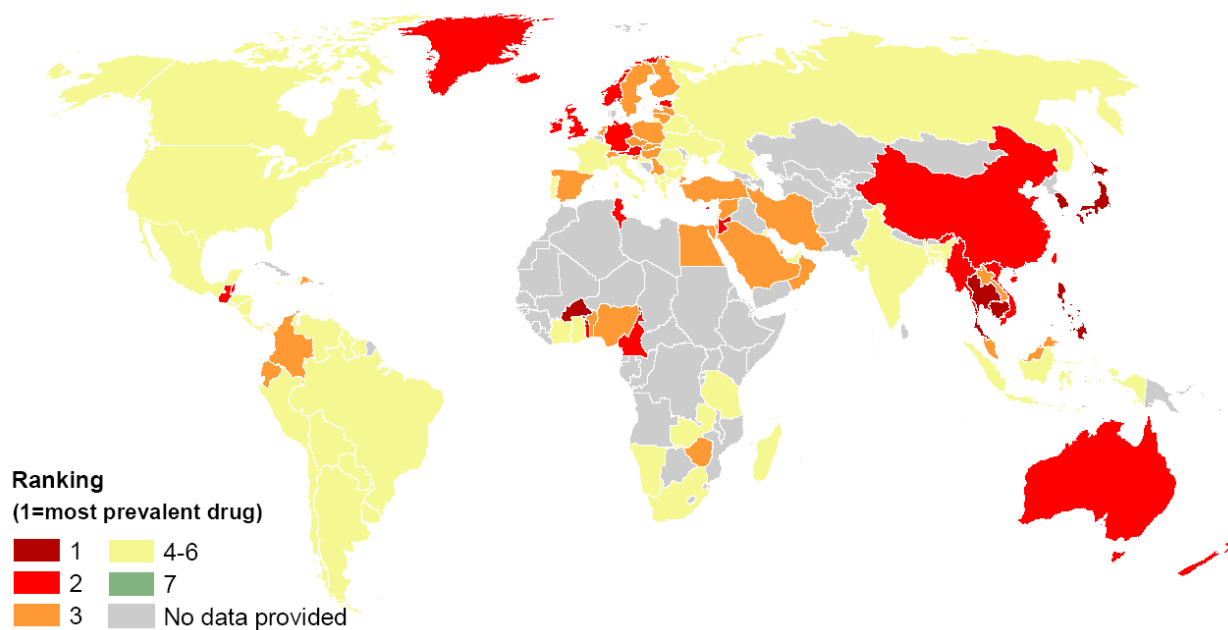 Ranking
(1=most prevalent drug)
1
4-6
2
7
3
No data provided